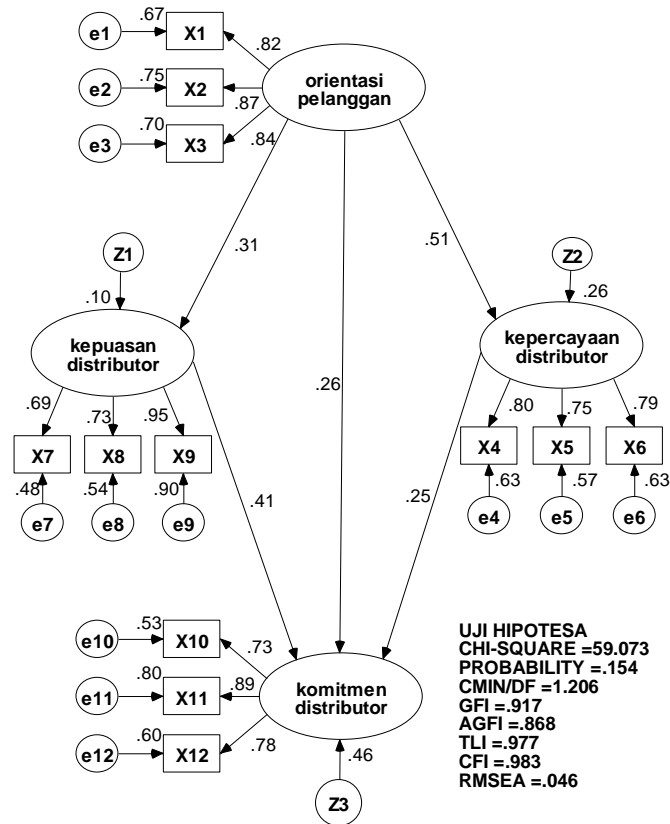 .67
e1
X1
.82
.75
e2
X2
.87
.70
e3
X3
.84
orientasi
pelanggan
.31
.51
Z1
.10
Z2
.26
kepuasan
distributor
kepercayaan
distributor
.26
.69
.73
.95
.80
.75
.79
X7
X8
X9
X4
X5
X6
.48
.54
.90
.63
.57
.63
e7
e8
e9
e4
e5
e6
.41
.25
.53
e10
X10
.73
.80
e11
X11
.89
.60
e12
X12
.78
komitmen
distributor
.46
Z3
UJI HIPOTESA
CHI-SQUARE =59.073
PROBABILITY =.154
CMIN/DF =1.206
GFI =.917
AGFI =.868
TLI =.977
CFI =.983
RMSEA =.046